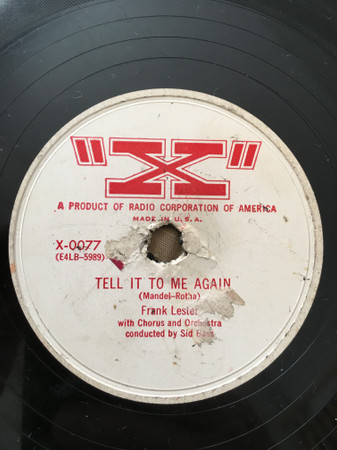 "X"
A PRODUCT OF RADIO CORPORATION OF AMERICA
MADE IN U.S.A.
X-0077
(E4LB-5989)
TELL IT TO ME AGAIN
(Mandel-Rotha)
Frank Lester
with Chorus and Orchestra
conducted by Sid